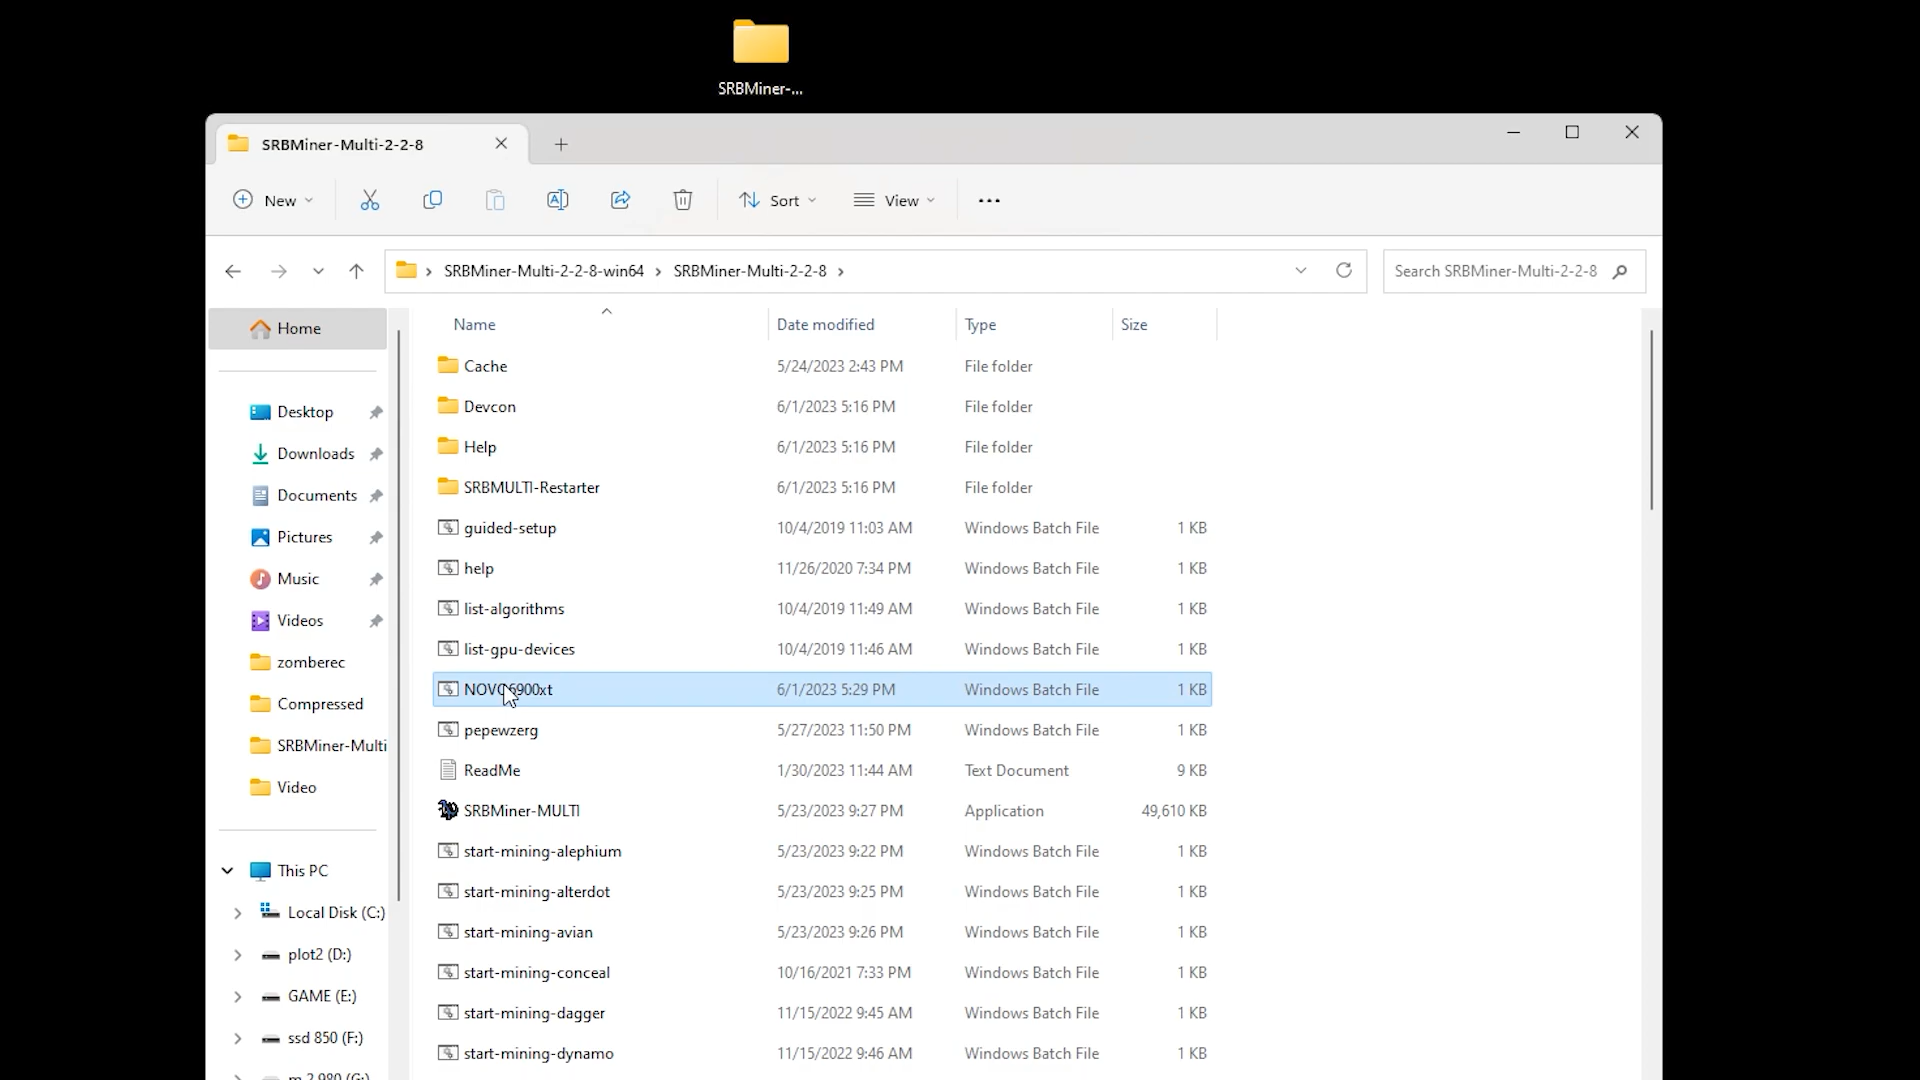 SRBMiner-...
SRBMiner-Multi-2-2-8
New
Sort
View
SRBMiner-Multi-2-2-8-win64 SRBMiner-Multi-2-2-8
Search SRBMiner-Multi-2-2-8
Home
Desktop
Downloads
Documents
Pictures
Music
Videos
zomberec
Compressed
SRBMiner-Multi
Video
This PC
Local Disk (C:)
plot2 (D:)
GAME (E:)
ssd 850 (F:)
m.2 980 (G:)
Name Date modified Type Size
Cache 5/24/2023 2:43 PM File folder
Devcon 6/1/2023 5:16 PM File folder
Help 6/1/2023 5:16 PM File folder
SRBMULTI-Restarter 6/1/2023 5:16 PM File folder
guided-setup 10/4/2019 11:03 AM Windows Batch File 1 KB
help 11/26/2020 7:34 PM Windows Batch File 1 KB
list-algorithms 10/4/2019 11:49 AM Windows Batch File 1 KB
list-gpu-devices 10/4/2019 11:46 AM Windows Batch File 1 KB
NOVO6900xt 6/1/2023 5:29 PM Windows Batch File 1 KB
pepewzerg 5/27/2023 11:50 PM Windows Batch File 1 KB
ReadMe 1/30/2023 11:44 AM Text Document 9 KB
SRBMiner-MULTI 5/23/2023 9:27 PM Application 49,610 KB
start-mining-alephium 5/23/2023 9:22 PM Windows Batch File 1 KB
start-mining-alterdot 5/23/2023 9:25 PM Windows Batch File 1 KB
start-mining-avian 5/23/2023 9:26 PM Windows Batch File 1 KB
start-mining-conceal 10/16/2021 7:33 PM Windows Batch File 1 KB
start-mining-dagger 11/15/2022 9:45 AM Windows Batch File 1 KB
start-mining-dynamo 11/15/2022 9:46 AM Windows Batch File 1 KB